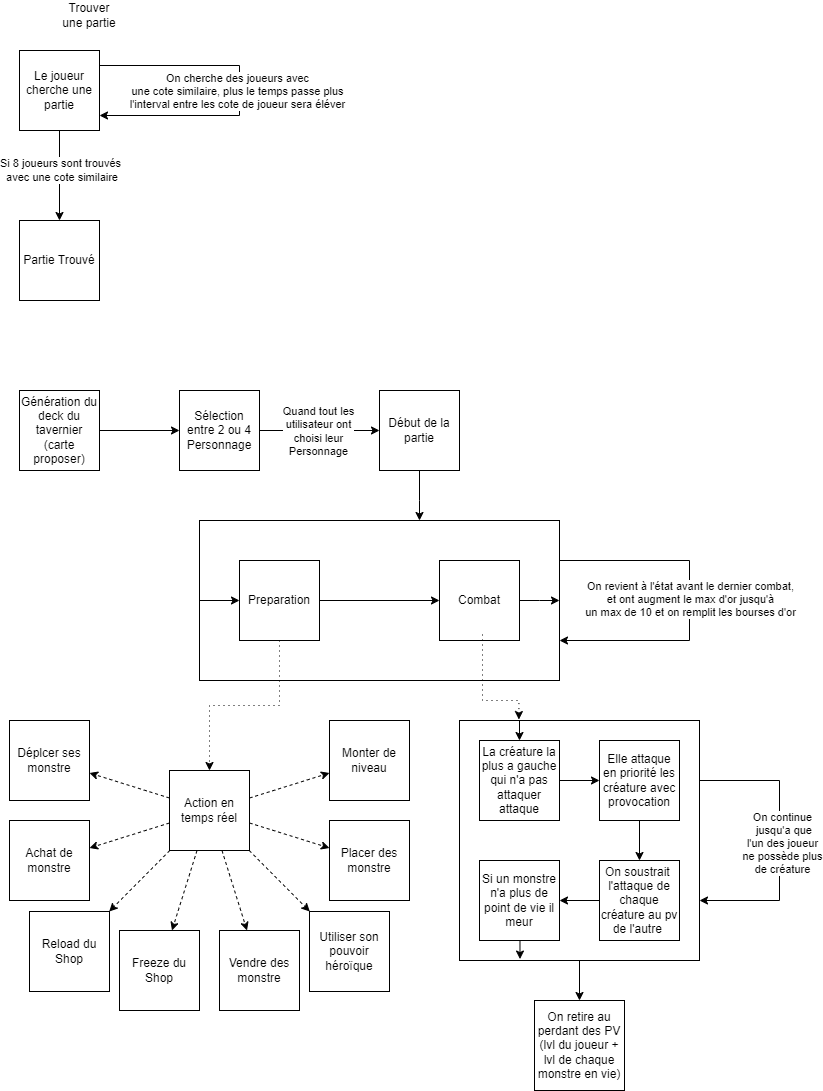 Trouver
une partie
Le joueur
cherche une
partie
On cherche des joueurs avec
une cote similaire, plus le temps passe plus
l'interval entre les cote de joueur sera éléver
Si 8 joueurs sont trouvés
avec une cote similaire
Partie Trouvé
Génération du
deck du
tavernier
(carte
proposer)
Sélection
entre 2 ou 4
Personnage
Quand tout les
utilisateur ont
choisi leur
Personnage
Début de la
partie
Preparation
Combat
On revient à l'état avant le dernier combat,
et ont augment le max d'or jusqu'à
un max de 10 et on remplit les bourses d'or
Déplcer ses
monstre
Monter de
niveau
Action en
temps réel
Achat de
monstre
Placer des
monstre
Reload du
Shop
Freeze du
Shop
Vendre des
monstre
Utiliser son
pouvoir
héroïque
La créature la
plus a gauche
qui n'a pas
attaquer
attaque
Elle attaque
en priorité les
créature avec
provocation
On soustrait
l'attaque de
chaque
créature au pv
de l'autre
Si un monstre
n'a plus de
point de vie il
meur
On continue
jusqu'a que
l'un des joueur
ne possède plus
de créature
On retire au
perdant des PV
(lvl du joueur +
lvl de chaque
monstre en vie)